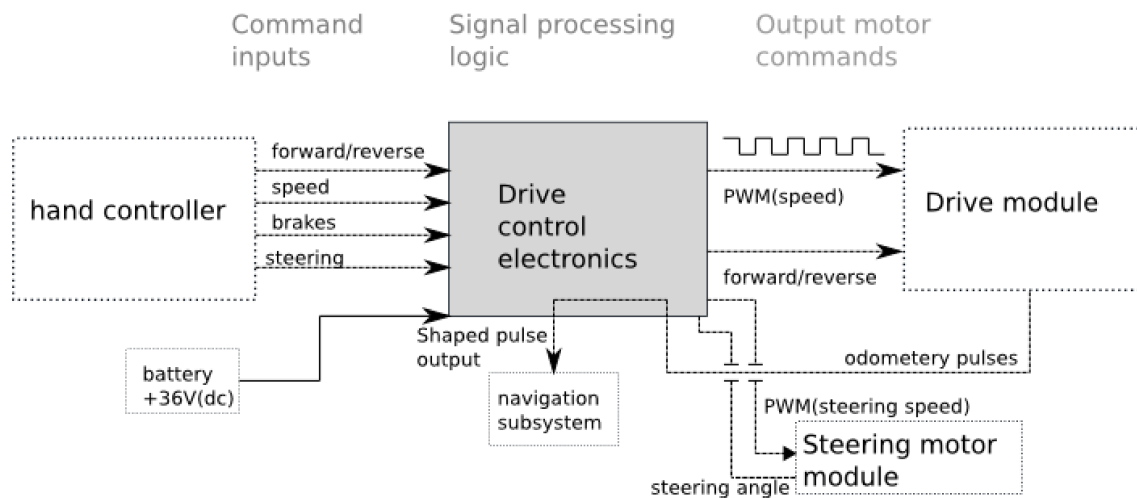 Command
inputs
Signal processing
logic
Output motor
commands
hand controller
forward/reverse
speed
brakes
steering
Drive
control
electronics
PWM(speed)
forward/reverse
Drive module
battery
+36V(dc)
Shaped pulse
output
navigation
subsystem
odometery pulses
PWM(steering speed)
Steering motor
module
steering angle